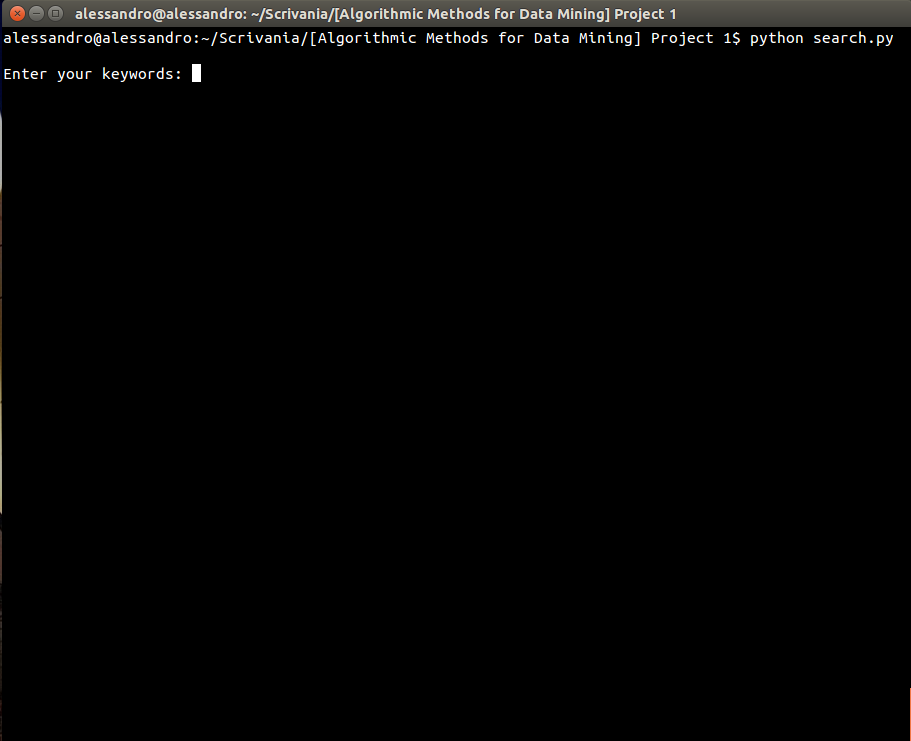 alessandro@alessandro: ~/Scrivania/[Algorithmic Methods for Data Mining] Project 1
alessandro@alessandro:~/Scrivania/[Algorithmic Methods for Data Mining] Project 1$ python search.py
Enter your keywords: